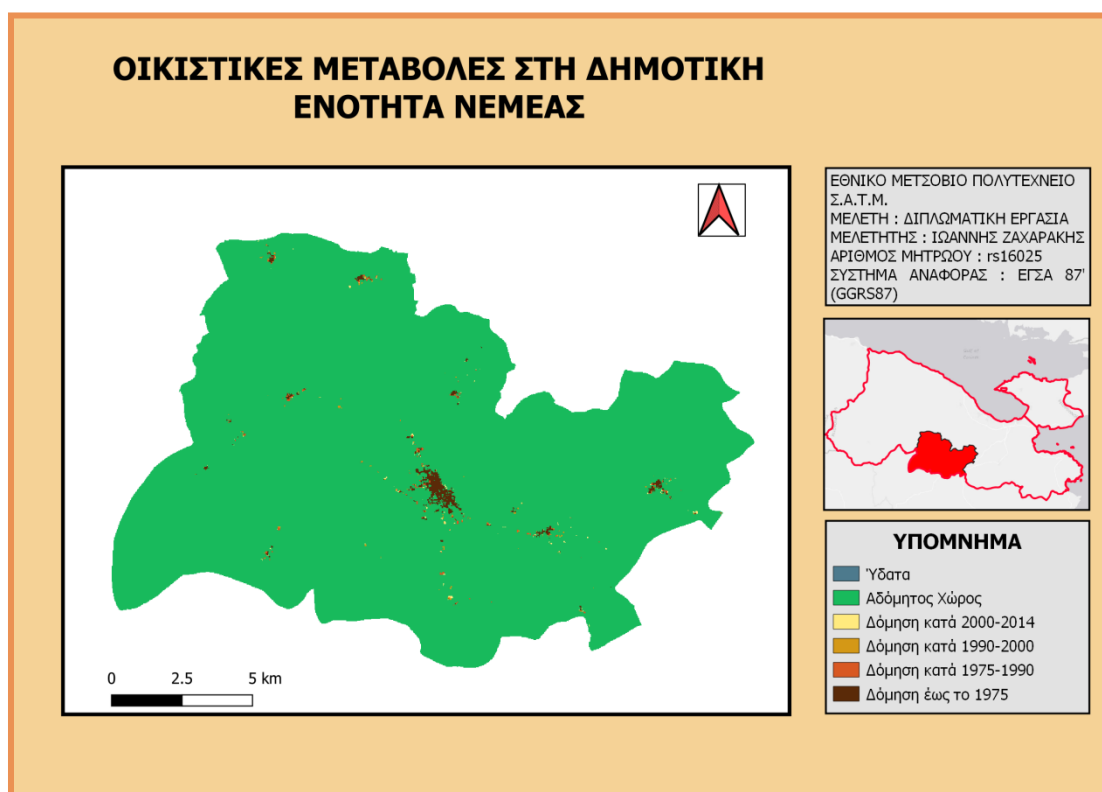 ΟΙΚΙΣΤΙΚΕΣ ΜΕΤΑΒΟΛΕΣ ΣΤΗ ΔΗΜΟΤΙΚΗ
ΕΝΟΤΗΤΑ ΝΕΜΕΑΣ
ΕΘΝΙΚΟ ΜΕΤΣΟΒΙΟ ΠΟΛΥΤΕΧΝΕΙΟ
Σ.Α.Τ.Μ.
ΜΕΛΕΤΗ : ΔΙΠΛΩΜΑΤΙΚΗ ΕΡΓΑΣΙΑ
ΜΕΛΕΤΗΤΗΣ : ΙΩΑΝΝΗΣ ΖΑΧΑΡΑΚΗΣ
ΑΡΙΘΜΟΣ ΜΗΤΡΩΟΥ : rs16025
ΣΥΣΤΗΜΑ ΑΝΑΦΟΡΑΣ : ΕΓΣΑ 87'
(GGRS87)
ΥΠΟΜΝΗΜΑ
Ύδατα
Αδόμητος Χώρος
Δόμηση κατά 2000-2014
Δόμηση κατά 1990-2000
Δόμηση κατά 1975-1990
Δόμηση έως το 1975
0 2.5 5 km